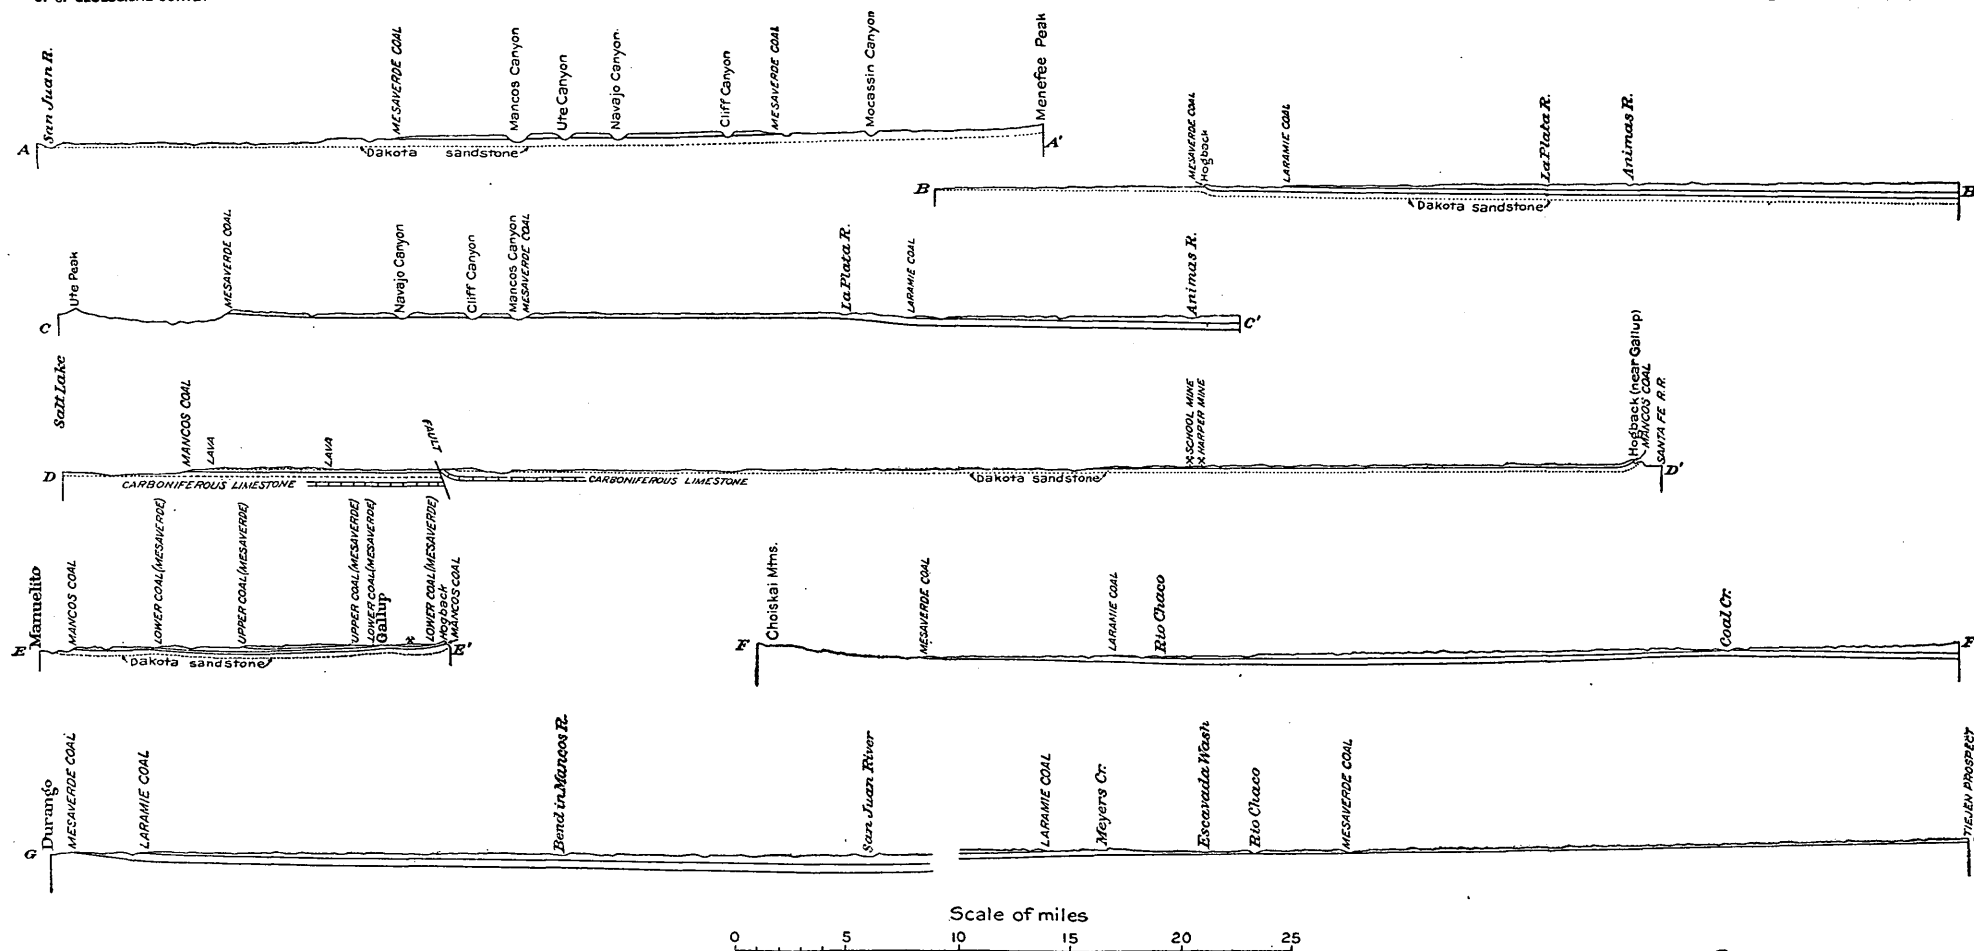 San Juan R.
MESAVERDE COAL
Mancos Canyon
Ute Canyon
Navajo Canyon
Cliff Canyon
MESAVERDE COAL
Mocassin Canyon
Menefee Peak
A
Dakota sandstone
A'
MESAVERDE COAL
Hogback
LARAMIE COAL
La Plata R.
Animas R.
B
Dakota sandstone
B
Ute Peak
MESAVERDE COAL
Navajo Canyon
Cliff Canyon
Mancos Canyon
MESAVERDE COAL
La Plata R.
LARAMIE COAL
Animas R.
C
C'
Salt Lake
MANCOS COAL
LAVA
LAVA
FAULT
x SCHOOL MINE
x HARPER MINE
Hogback (near Gallup)
MANCOS COAL
SANTA FE R.R.
D
CARBONIFEROUS LIMESTONE
CARBONIFEROUS LIMESTONE
Dakota sandstone
D'
Manuelito
MANCOS COAL
LOWER COAL (MESAVERDE)
UPPER COAL (MESAVERDE)
UPPER COAL (MESAVERDE)
LOWER COAL (MESAVERDE)
Gallup
x
LOWER COAL (MESAVERDE)
Hogback
MANCOS COAL
E
Dakota sandstone
E'
Choiskai Mtns.
MESAVERDE COAL
LARAMIE COAL
Rio Chaco
Coal Cr.
F
F
Durango
MESAVERDE COAL
LARAMIE COAL
Bend in Mancos R.
San Juan River
LARAMIE COAL
Meyers Cr.
Escavada Wash
Rio Chaco
MESAVERDE COAL
TIEJEN PROSPECT
G
Scale of miles
0 5 10 15 20 25